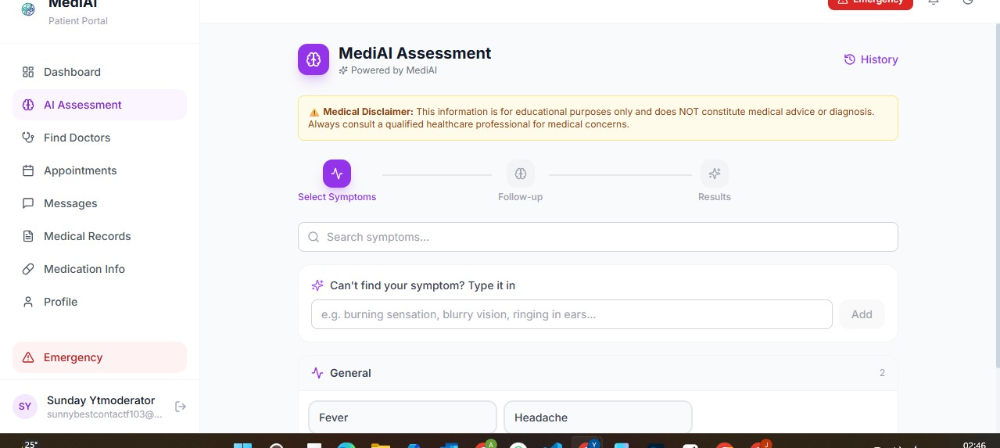 MediAI
Patient Portal
Dashboard
AI Assessment
Find Doctors
Appointments
Messages
Medical Records
Medication Info
Profile
Emergency
SY
Sunday Ytmoderator
sunnybestcontactf103@...
Emergency
MediAI Assessment
Powered by MediAI
History
⚠️ Medical Disclaimer: This information is for educational purposes only and does NOT constitute medical advice or diagnosis.
Always consult a qualified healthcare professional for medical concerns.
Select Symptoms
Follow-up
Results
Search symptoms...
Can't find your symptom? Type it in
e.g. burning sensation, blurry vision, ringing in ears...
Add
General
2
Fever
Headache
25°
A
Y
J
02:46